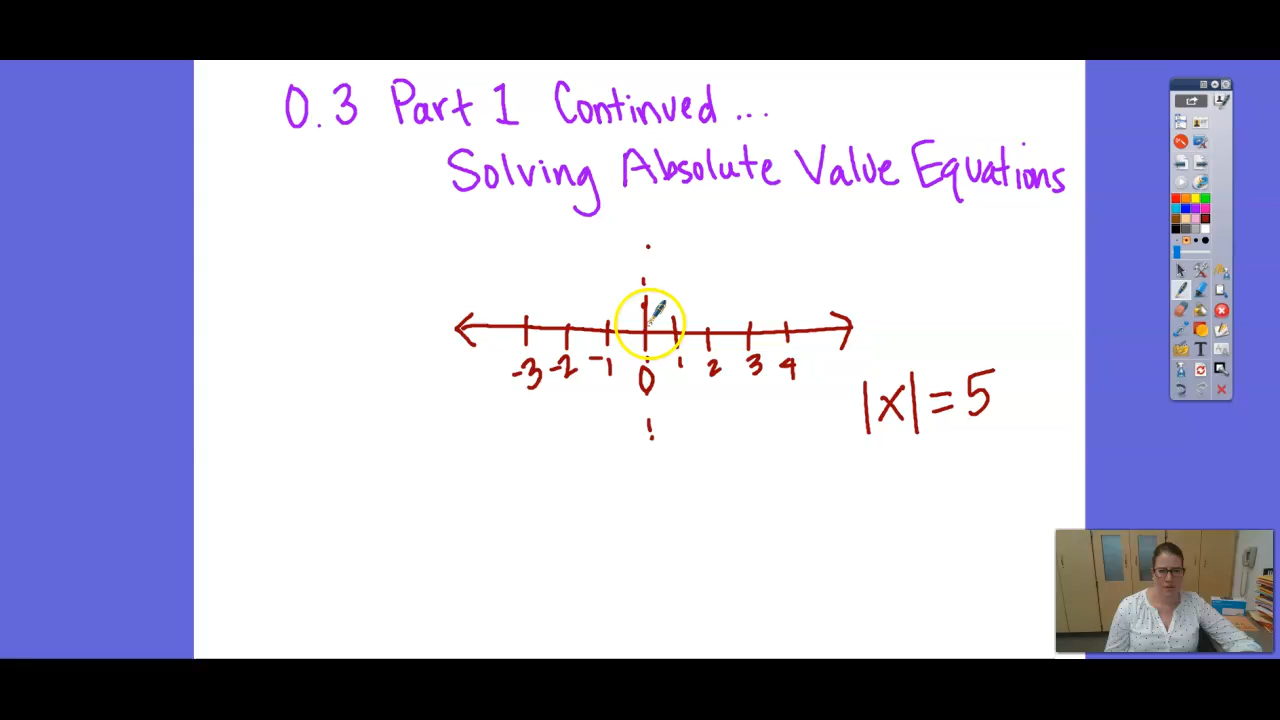 0.3 Part 1 Continued...
Solving Absolute Value Equations
-3 -2 -1 0 1 2 3 4
|x| = 5